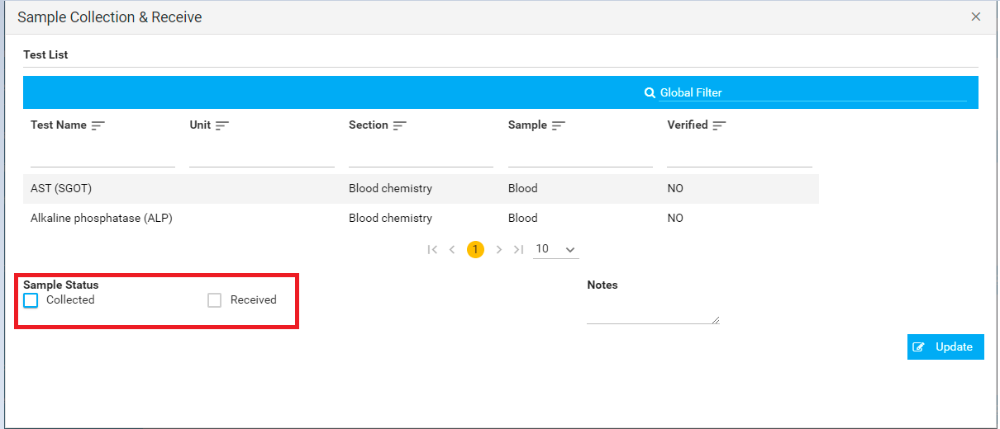 Sample Collection & Receive
Test List
Global Filter
Test Name Unit Section Sample Verified
AST (SGOT) Blood chemistry Blood NO
Alkaline phosphatase (ALP) Blood chemistry Blood NO
1 10
Sample Status Notes
Collected Received
Update